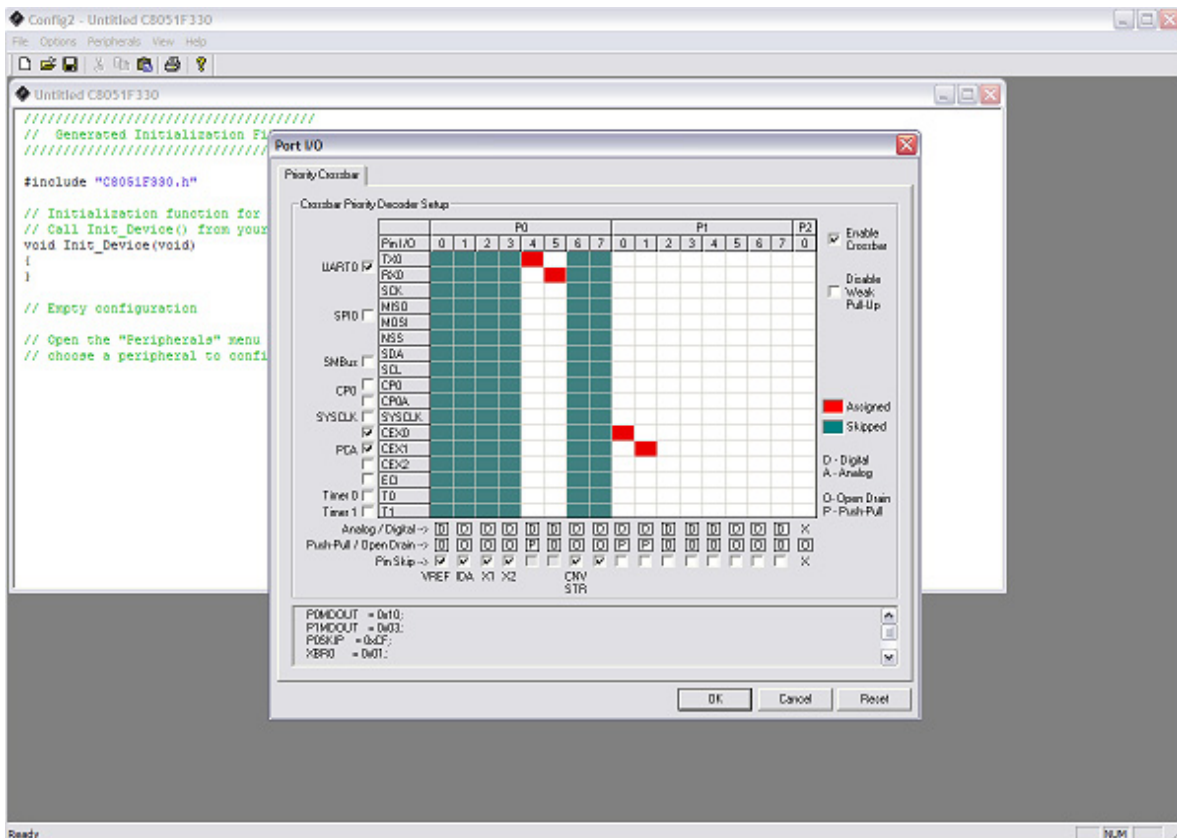 Config2 - Untitled C8051F330
File Options Peripherals View Help
Untitled C8051F330
//////////////////////////////////////
// Generated Initialization Fi
#include "C8051F330.h"
// Initialization function for
// Call Init_Device() from your
void Init_Device(void)
{
}
// Empty configuration
// Open the "Peripherals" menu
// choose a peripheral to confi
Port I/O
Priority Crossbar
Crossbar Priority Decoder Setup
P0 P1 P2
Pin I/O 0 1 2 3 4 5 6 7 0 1 2 3 4 5 6 7 0
UART0 TX0
RX0
SCK
SPI0 MISO
MOSI
NSS
SMBus SDA
SCL
CP0 CP0
CP0A
SYSCLK SYSCLK
CEX0
PCA CEX1
CEX2
ECI
Timer 0 T0
Timer 1 T1
Analog / Digital -> D D D D D D D D D D D D D D D D X
Push-Pull / Open Drain ->
Pin Skip -> X
VREF IDA X1 X2 CNV
STR
Enable
Crossbar
Disable
Weak
Pull-Up
Assigned
Skipped
D - Digital
A - Analog
O - Open Drain
P - Push-Pull
P0MDOUT = 0x10;
P1MDOUT = 0x03;
P0SKIP = 0xCF;
XBR0 = 0x01;
OK Cancel Reset
Ready NUM